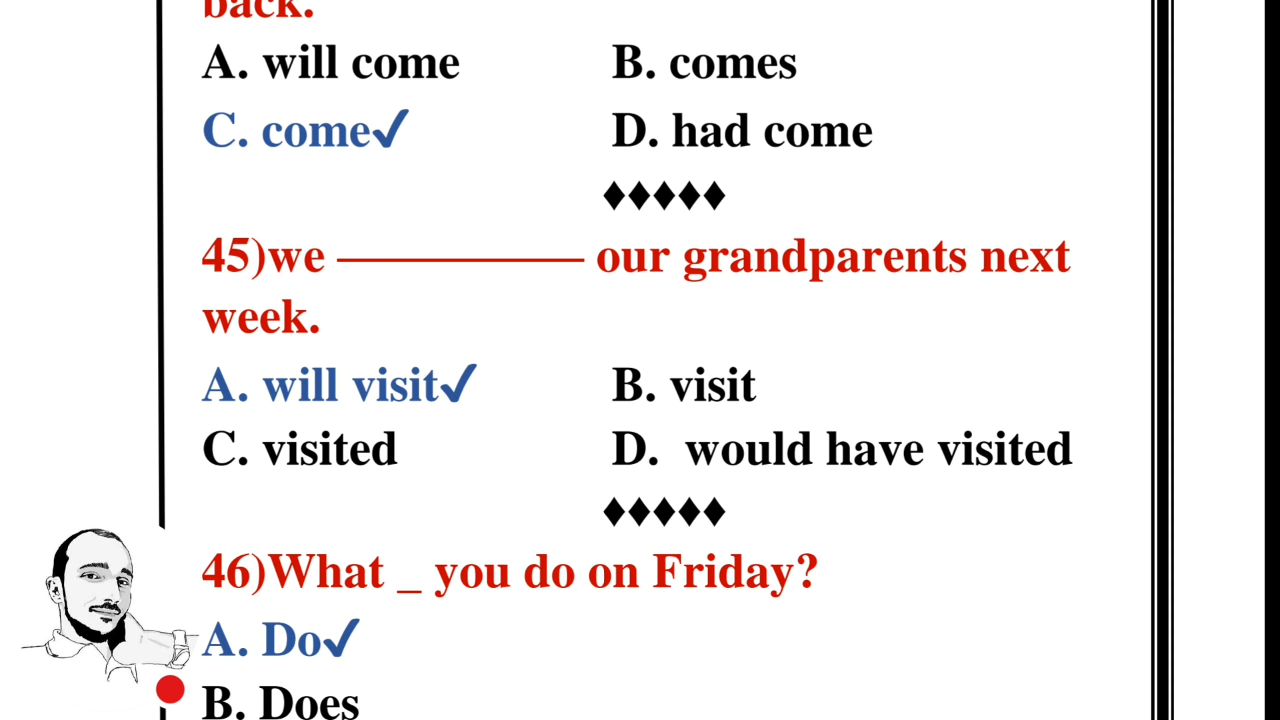 back.
A. will come B. comes
C. come✓ D. had come
♦♦♦♦♦
45)we ————— our grandparents next
week.
A. will visit✓ B. visit
C. visited D. would have visited
♦♦♦♦♦
46)What _ you do on Friday?
A. Do✓
B. Does